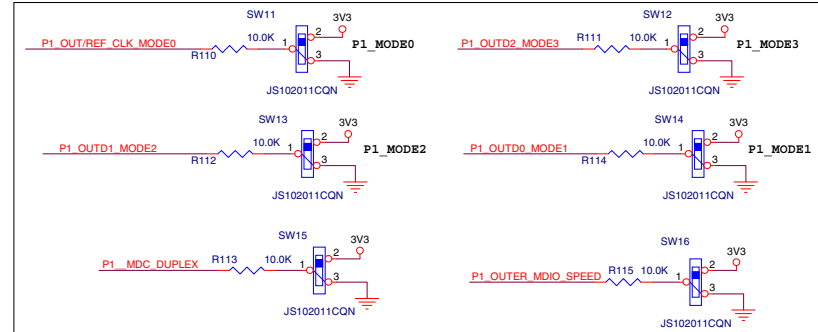 SW11
3V3
P1_OUT/REF_CLK_MODE0
10.0K
1
2
3
P1_MODE0
R110
JS102011CQN
SW12
3V3
P1_OUTD2_MODE3
R111
10.0K
1
2
3
P1_MODE3
JS102011CQN
SW13
3V3
P1_OUTD1_MODE2
10.0K
1
2
3
P1_MODE2
R112
JS102011CQN
SW14
3V3
P1_OUTD0_MODE1
10.0K
1
2
3
P1_MODE1
R114
JS102011CQN
SW15
3V3
P1__MDC_DUPLEX
R113
10.0K
1
2
3
JS102011CQN
SW16
3V3
P1_OUTER_MDIO_SPEED
R115
10.0K
1
2
3
JS102011CQN